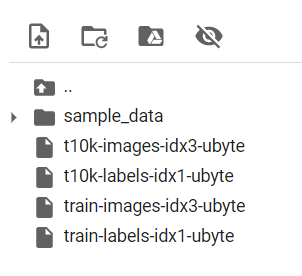 ..
sample_data
t10k-images-idx3-ubyte
t10k-labels-idx1-ubyte
train-images-idx3-ubyte
train-labels-idx1-ubyte